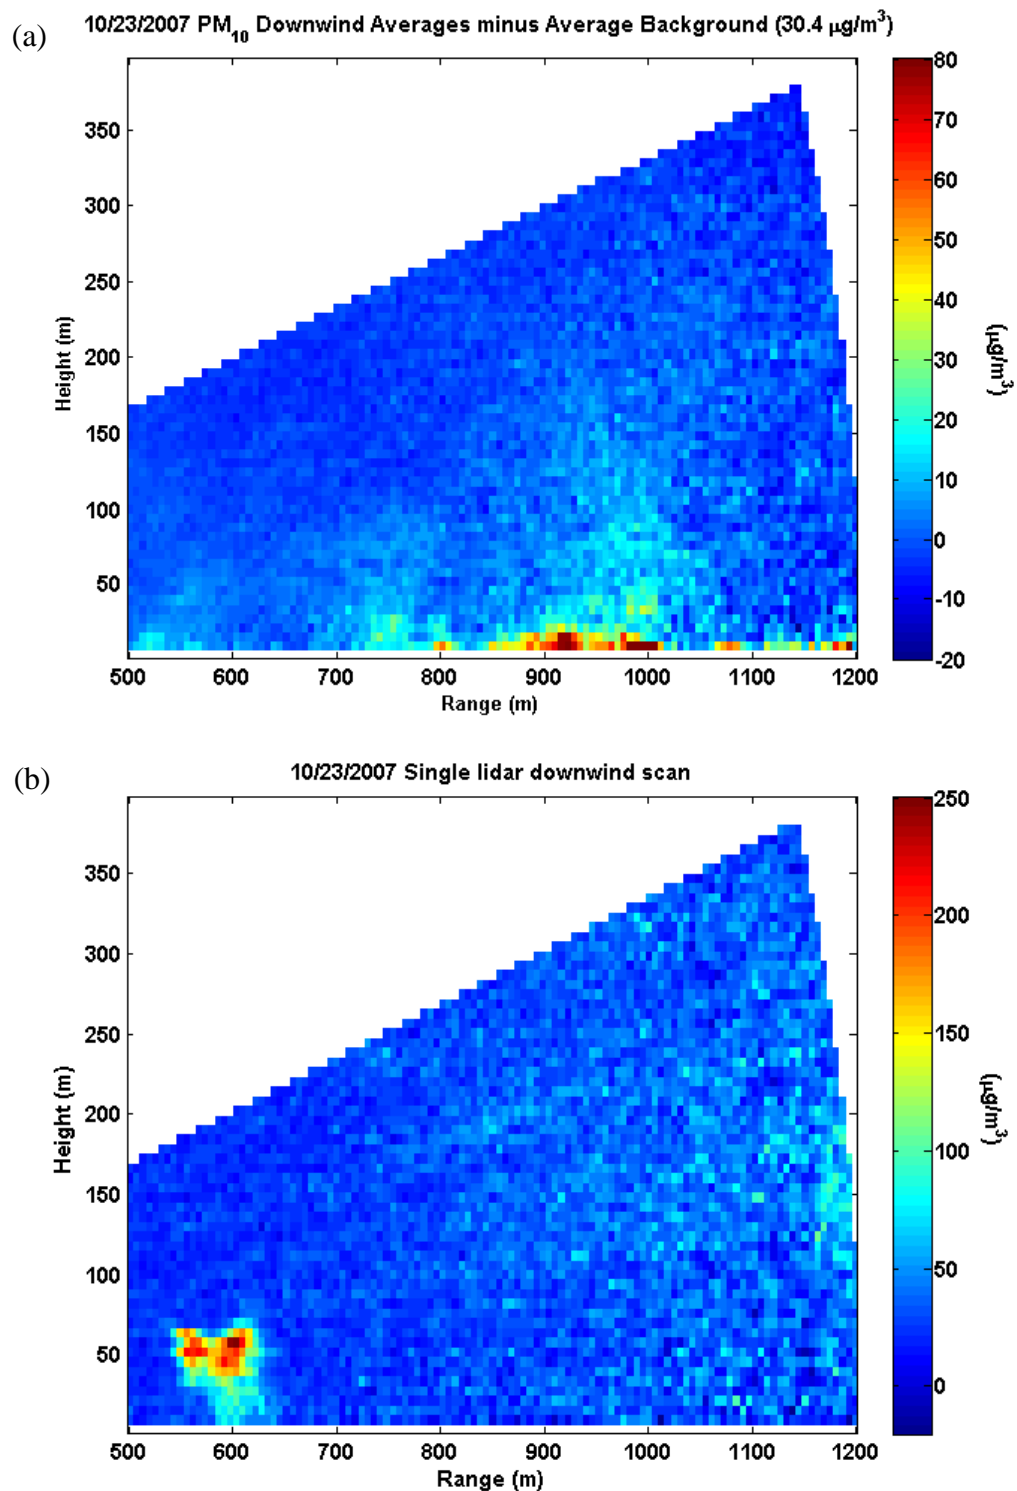 (a)
10/23/2007 PM10 Downwind Averages minus Average Background (30.4 μg/m3)
350
300
250
200
150
100
50
Height (m)
500 600 700 800 900 1000 1100 1200
Range (m)
80
70
60
50
40
30
20
10
0
-10
-20
(μg/m3)
(b)
10/23/2007 Single lidar downwind scan
350
300
250
200
150
100
50
Height (m)
500 600 700 800 900 1000 1100 1200
Range (m)
250
200
150
100
50
0
(μg/m3)